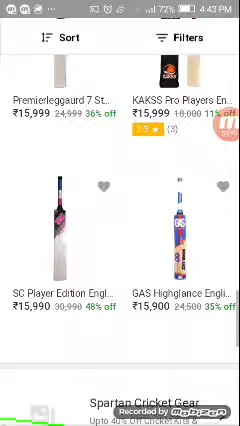 72% 4:43 PM
Sort
Filters
Premierleggaurd 7 St...
₹15,999 24,999 36% off
KAKSS Pro Players En...
₹15,999 18,000 11% off
2.3 ★ (3)
SC Player Edition Engl...
₹15,990 30,990 48% off
GAS Highglance Engli...
₹15,900 24,500 35% off
Spartan Cricket Gear
Upto 40% Off Cricket Kits &
Recorded by mobizen